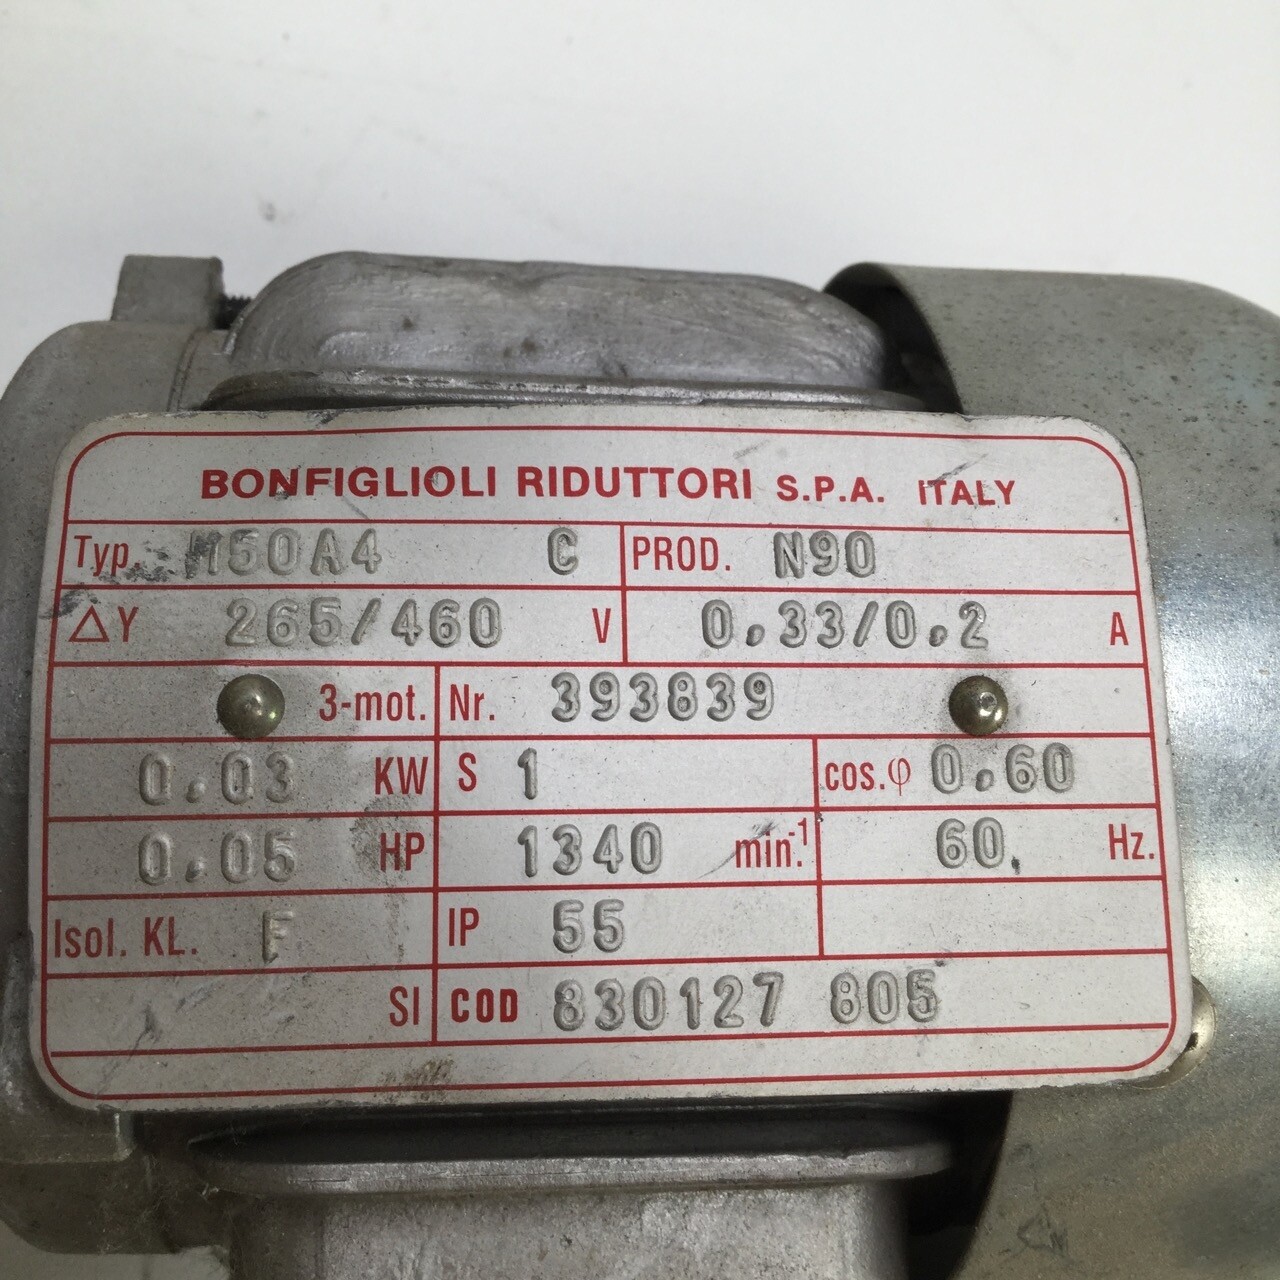 BONFIGLIOLI RIDUTTORI S.P.A. ITALY
Typ. M50A4 C PROD. N90
ΔY 265/460 V 0.33/0.2 A
3-mot. Nr. 393839
0.03 KW S 1 cos.φ 0.60
0.05 HP 1340 min.⁻¹ 60. Hz.
Isol. KL. F IP 55
SI COD 830127 805